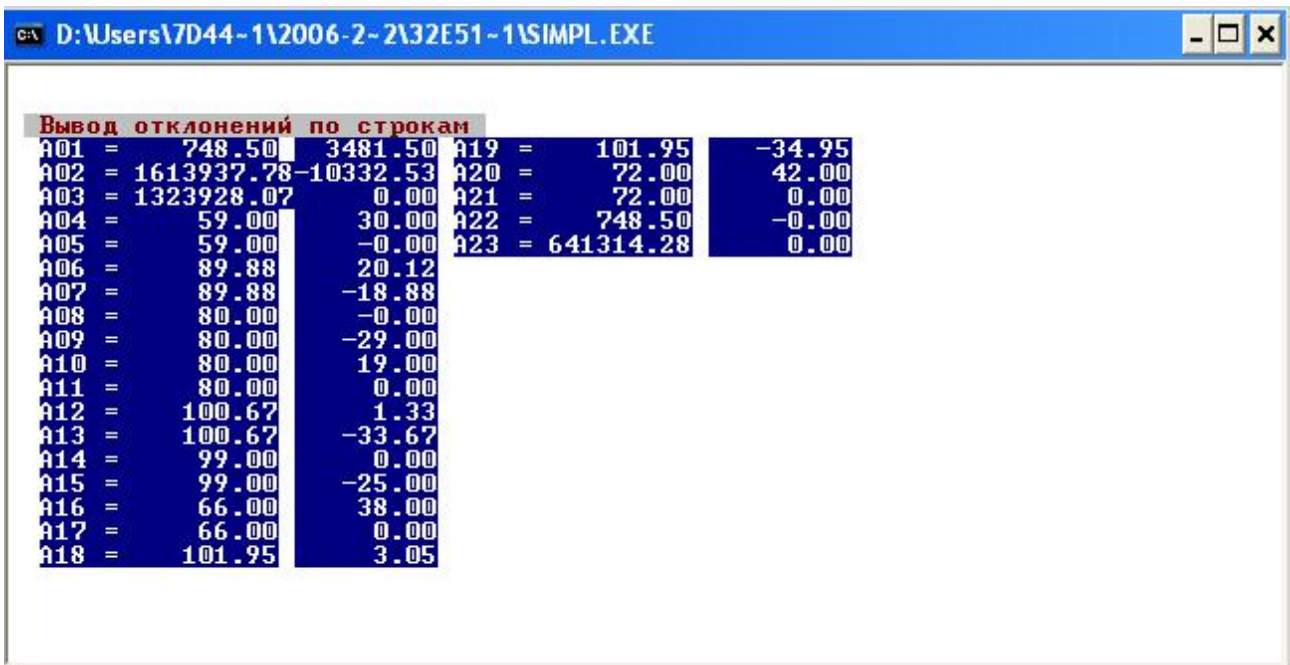 D:\Users\7D44~1\2006-2~2\32E51~1\SIMPL.EXE
Вывод отклонений по строкам
A01 = 748.50 3481.50 A19 = 101.95 -34.95
A02 = 1613937.78-10332.53 A20 = 72.00 42.00
A03 = 1323928.07 0.00 A21 = 72.00 0.00
A04 = 59.00 30.00 A22 = 748.50 -0.00
A05 = 59.00 -0.00 A23 = 641314.28 0.00
A06 = 89.88 20.12
A07 = 89.88 -18.88
A08 = 80.00 -0.00
A09 = 80.00 -29.00
A10 = 80.00 19.00
A11 = 80.00 0.00
A12 = 100.67 1.33
A13 = 100.67 -33.67
A14 = 99.00 0.00
A15 = 99.00 -25.00
A16 = 66.00 38.00
A17 = 66.00 0.00
A18 = 101.95 3.05